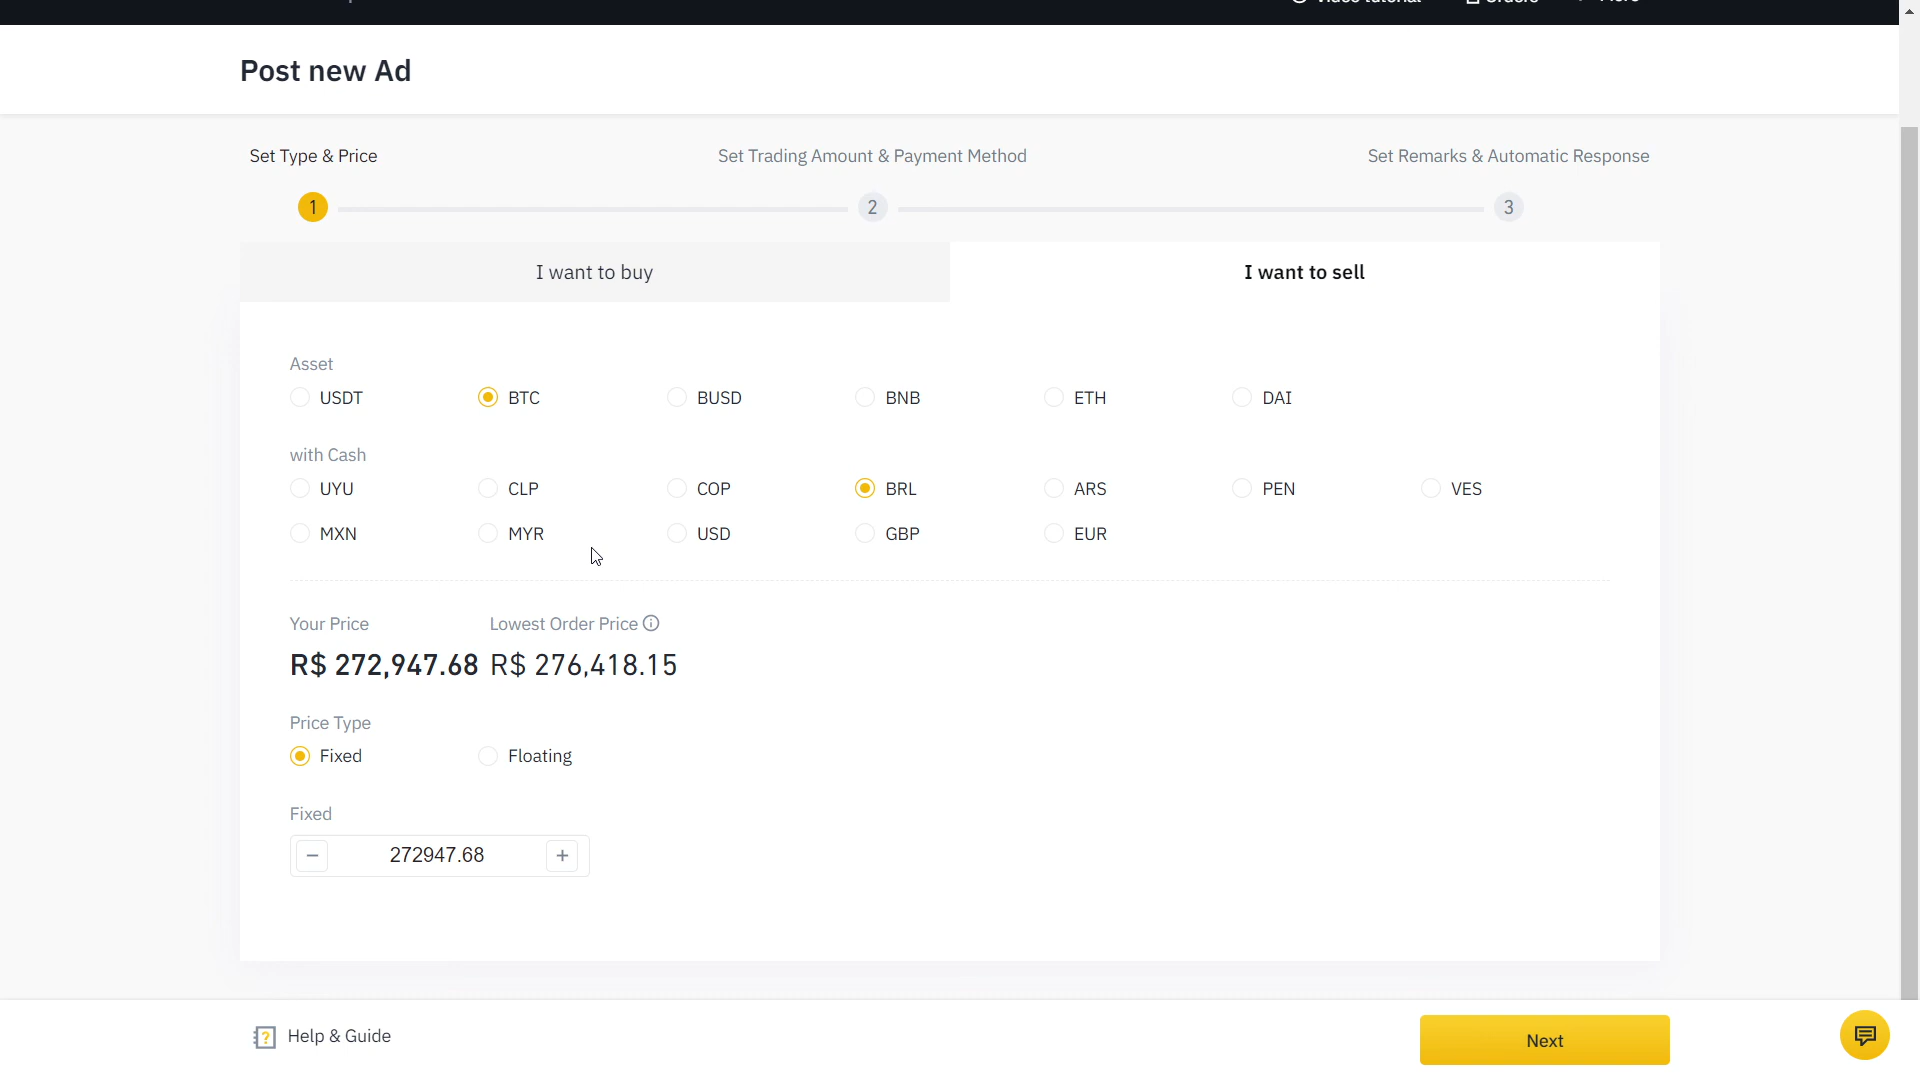 Post new Ad
Set Type & Price
Set Trading Amount & Payment Method
Set Remarks & Automatic Response
1
2
3
I want to buy
I want to sell
Asset
USDT BTC BUSD BNB ETH DAI
with Cash
UYU CLP COP BRL ARS PEN VES
MXN MYR USD GBP EUR
Your Price Lowest Order Price
R$ 272,947.68 R$ 276,418.15
Price Type
Fixed Floating
Fixed
− 272947.68 +
Help & Guide
Next